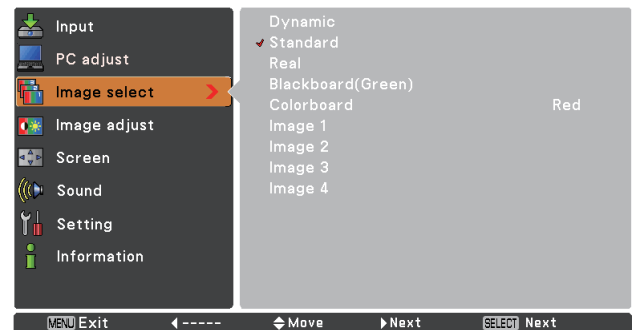 Input
PC adjust
Image select
Image adjust
Screen
Sound
Setting
Information
Dynamic
Standard
Real
Blackboard(Green)
Colorboard Red
Image 1
Image 2
Image 3
Image 4
MENU Exit ----- Move Next SELECT Next